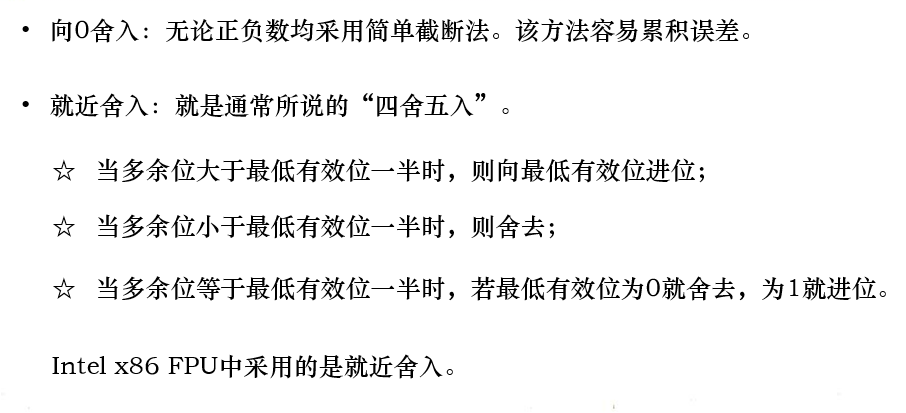 • 向0舍入：无论正负数均采用简单截断法。该方法容易累积误差。
• 就近舍入：就是通常所说的“四舍五入”。
☆ 当多余位大于最低有效位一半时，则向最低有效位进位；
☆ 当多余位小于最低有效位一半时，则舍去；
☆ 当多余位等于最低有效位一半时，若最低有效位为0就舍去，为1就进位。
Intel x86 FPU中采用的是就近舍入。